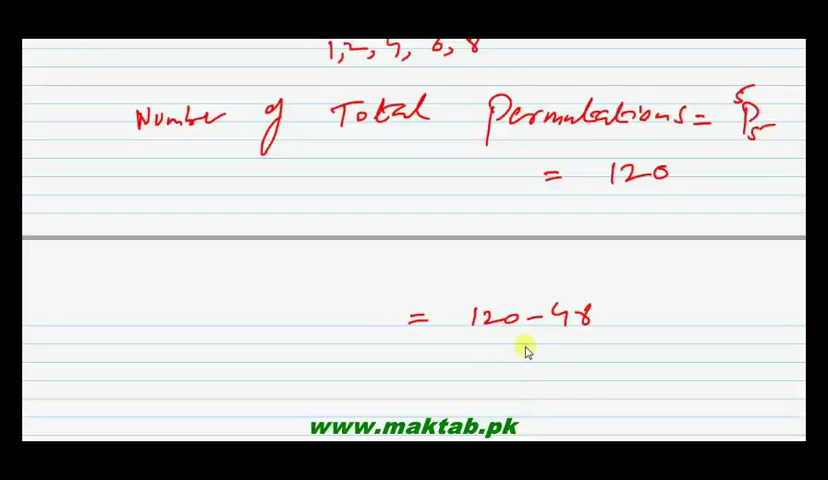 1, 2, 4, 6, 8
Number of Total Permutations = ⁵P₅
= 120
= 120 - 48
www.maktab.pk